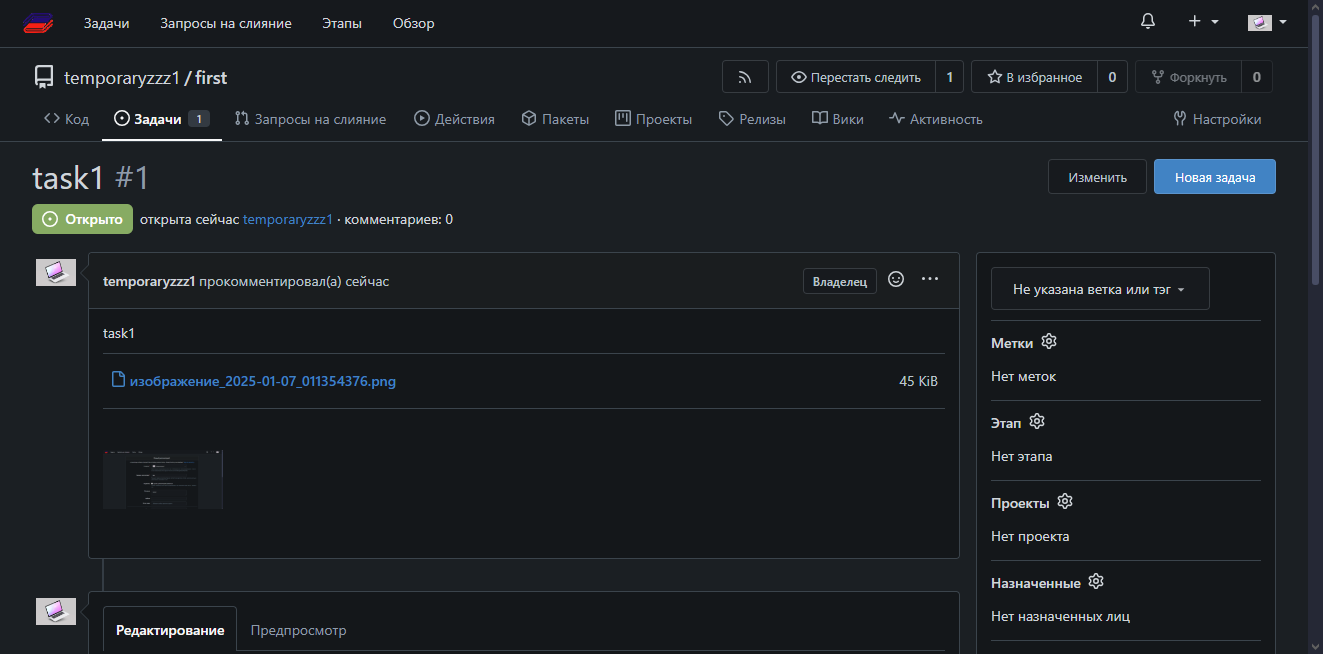 Задачи Запросы на слияние Этапы Обзор
temporaryzzz1 / first Перестать следить 1 В избранное 0 Форкнуть 0
Код Задачи 1 Запросы на слияние Действия Пакеты Проекты Релизы Вики Активность Настройки
task1 #1 Изменить Новая задача
Открыто открыта сейчас temporaryzzz1 · комментариев: 0
temporaryzzz1 прокомментировал(а) сейчас Владелец
task1
изображение_2025-01-07_011354376.png 45 KiB
Редактирование Предпросмотр
Не указана ветка или тэг
Метки
Нет меток
Этап
Нет этапа
Проекты
Нет проекта
Назначенные
Нет назначенных лиц